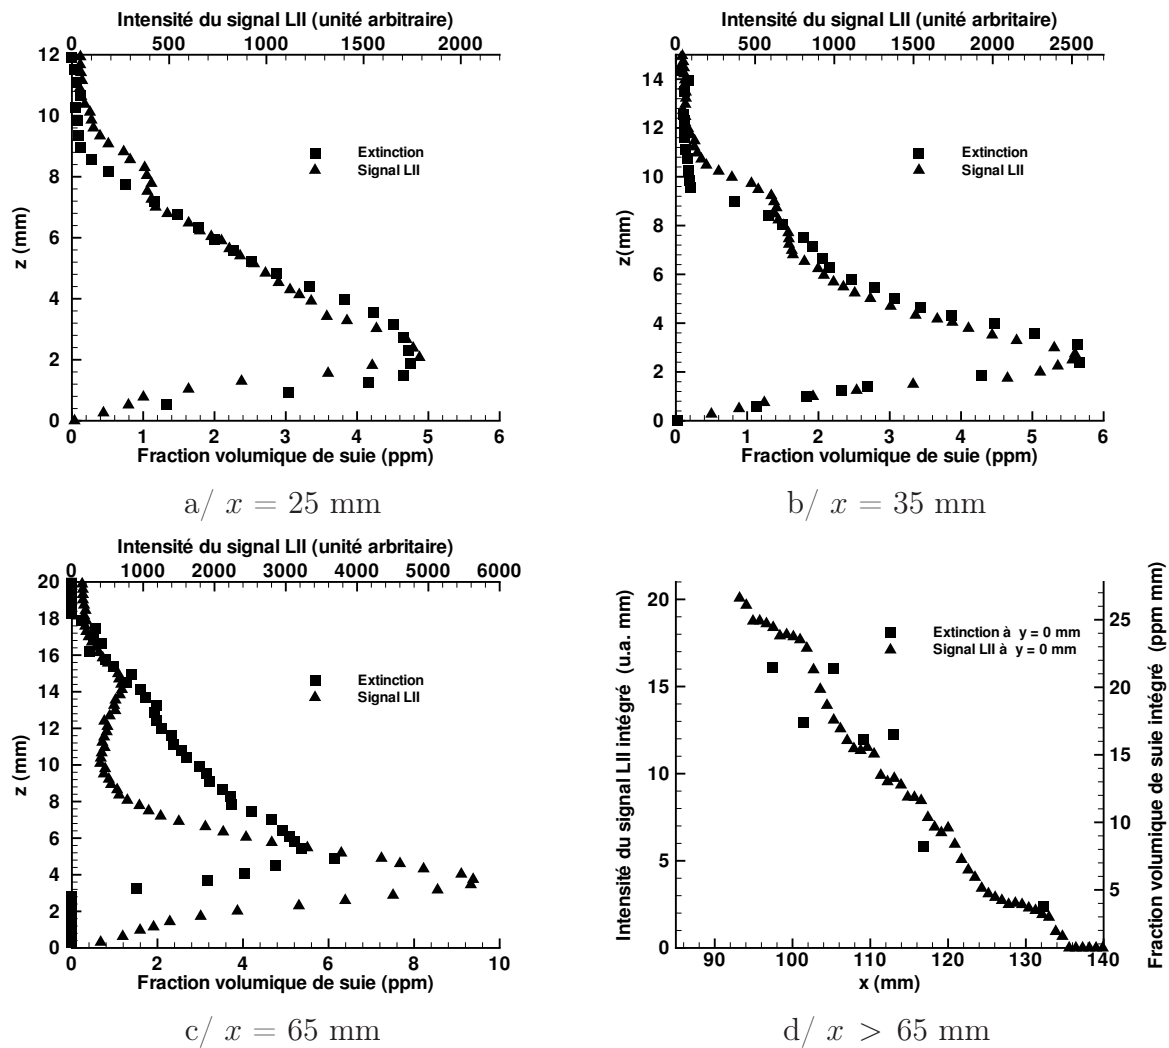 Intensité du signal LII (unité arbitraire)
0 500 1000 1500 2000
12
10
8
6
4
2
0
z (mm)
Extinction
Signal LII
0 1 2 3 4 5 6
Fraction volumique de suie (ppm)
a/ x = 25 mm
Intensité du signal LII (unité arbritaire)
0 500 1000 1500 2000 2500
14
12
10
8
6
4
2
0
z(mm)
Extinction
Signal LII
0 1 2 3 4 5 6
Fraction volumique de suie (ppm)
b/ x = 35 mm
Intensité du signal LII (unité arbritaire)
0 1000 2000 3000 4000 5000 6000
20
18
16
14
12
10
8
6
4
2
0
z (mm)
Extinction
Signal LII
0 2 4 6 8 10
Fraction volumique de suie (ppm)
c/ x = 65 mm
Intensité du signal LII intégré (u.a. mm)
20
15
10
5
0
Extinction à y = 0 mm
Signal LII à y = 0 mm
25
20
15
10
5
Fraction volumique de suie intégré (ppm mm)
90 100 110 120 130 140
x (mm)
d/ x > 65 mm